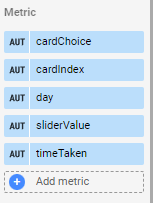 Metric
AUT cardChoice
AUT cardIndex
AUT day
AUT sliderValue
AUT timeTaken
+ Add metric